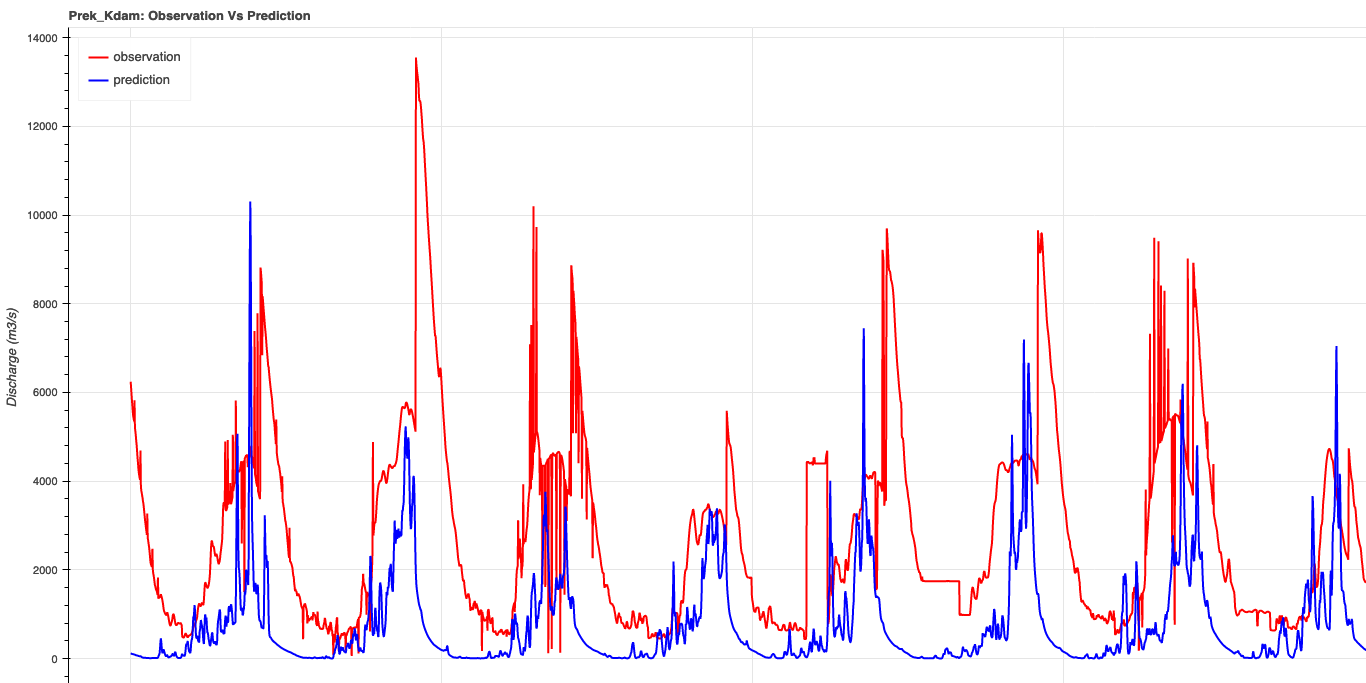 Prek_Kdam: Observation Vs Prediction
14000
observation
prediction
12000
10000
8000
Discharge (m3/s)
6000
4000
2000
0